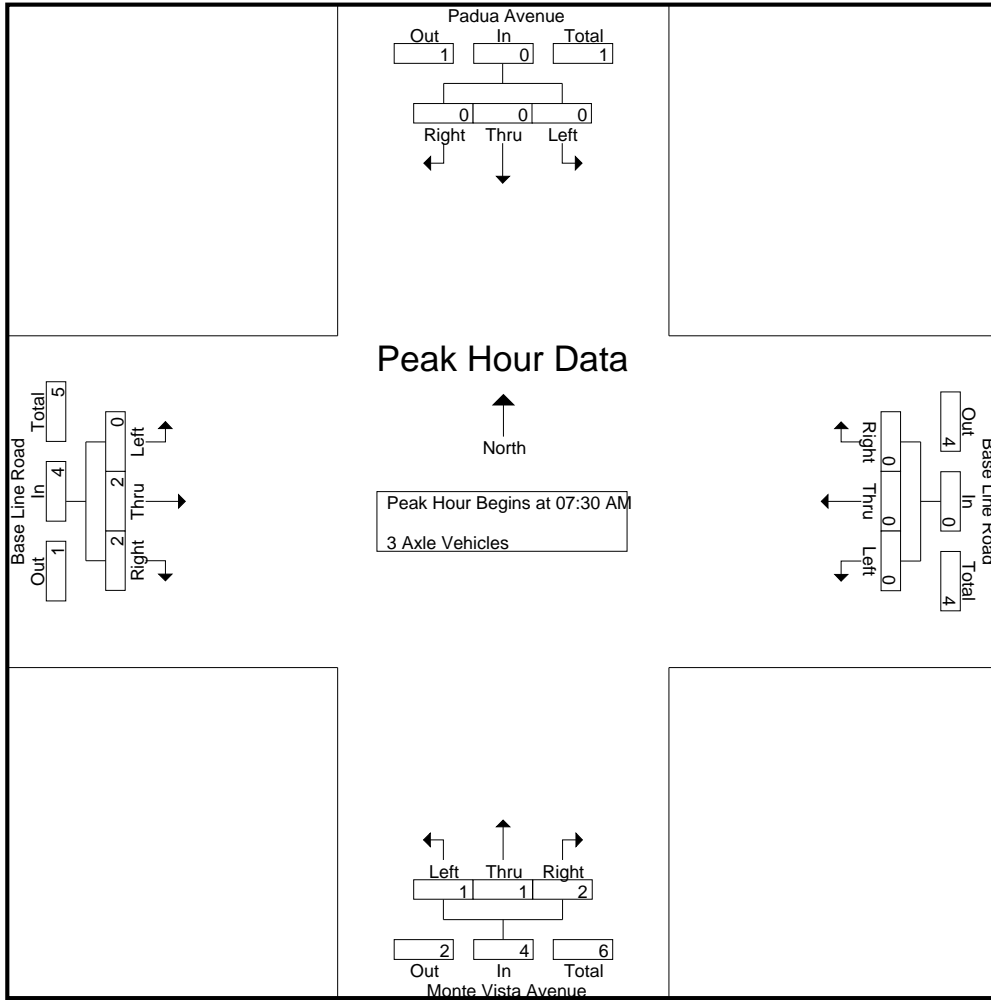 Padua Avenue
Out In Total
1 0 1
0 0 0
Right Thru Left
Peak Hour Data
North
Peak Hour Begins at 07:30 AM
3 Axle Vehicles
Base Line Road
Total In Out
5 4 1
0 2 2
Left Thru Right
Base Line Road
Out In Total
4 0 4
0 0 0
Right Thru Left
Left Thru Right
1 1 2
2 4 6
Out In Total
Monte Vista Avenue